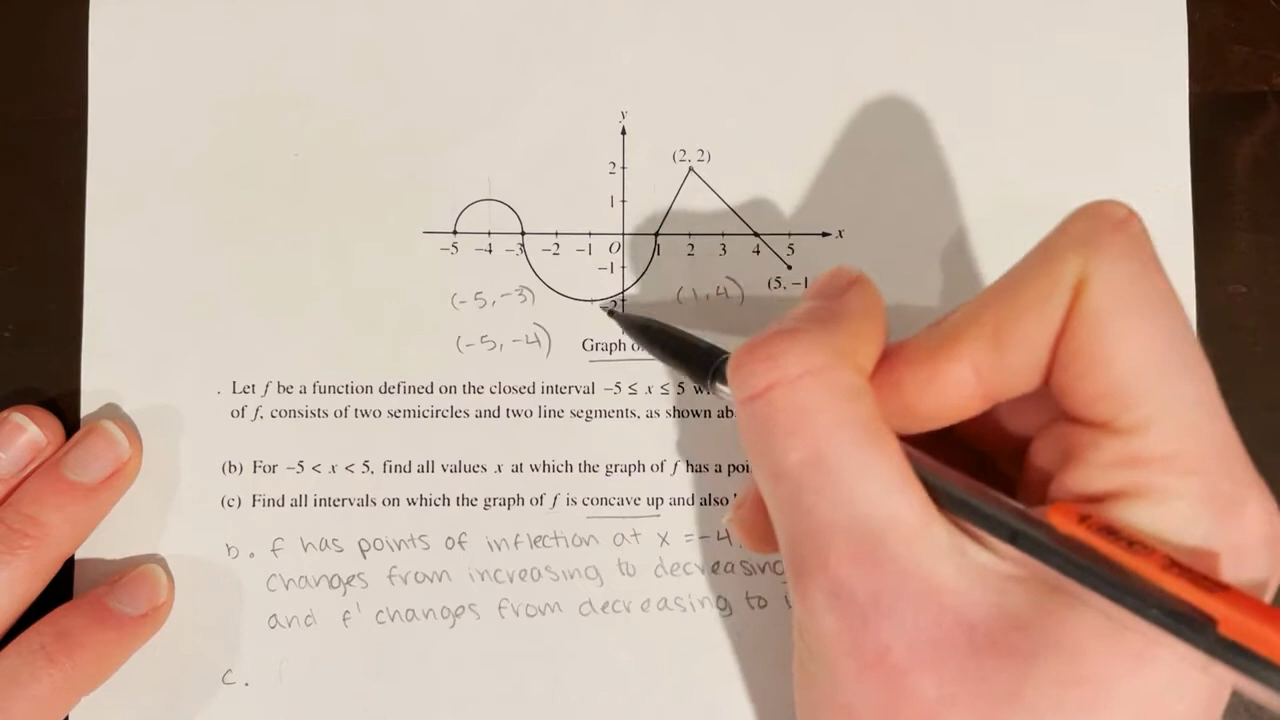 y
(2, 2)
2
1
-5 -4 -3 -2 -1 O 1 2 3 4 5 x
-1
(5, -1
(-5, -3) -2 (1, 4)
(-5, -4) Graph
. Let f be a function defined on the closed interval -5 ≤ x ≤ 5
of f, consists of two semicircles and two line segments, as shown
(b) For -5 < x < 5, find all values x at which the graph of f has a
(c) Find all intervals on which the graph of f is concave up and also
b. f has points of inflection at x = -4
changes from increasing to decreasing
and f' changes from decreasing to
c.